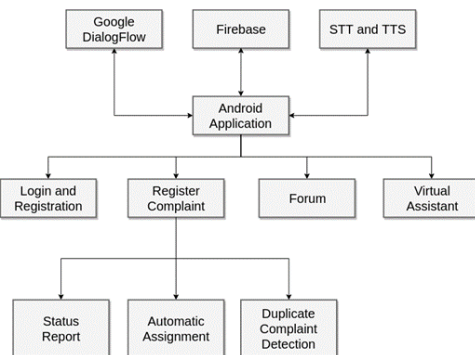 Google
DialogFlow
Firebase
STT and TTS
Android
Application
Login and
Registration
Register
Complaint
Forum
Virtual
Assistant
Status
Report
Automatic
Assignment
Duplicate
Complaint
Detection